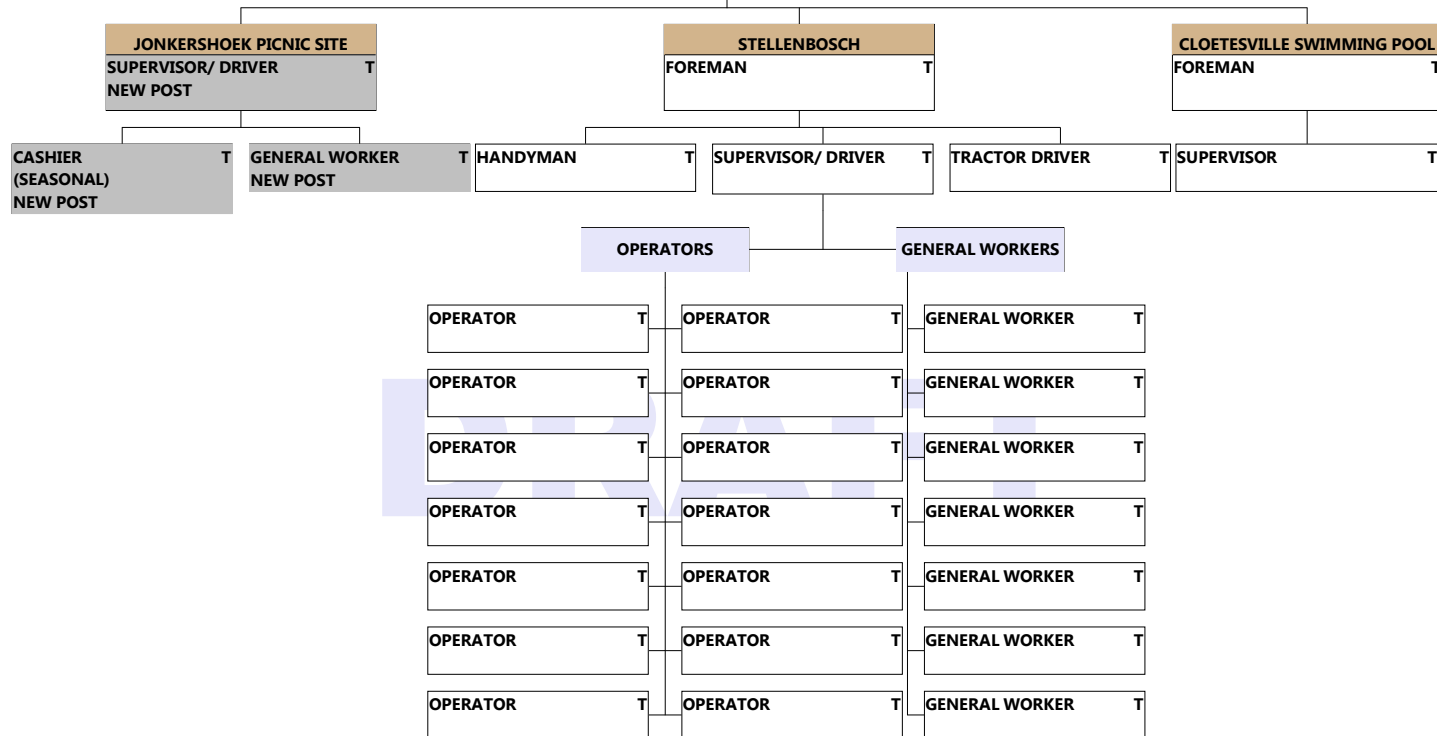 JONKERSHOEK PICNIC SITE
SUPERVISOR/ DRIVER T
NEW POST
STELLENBOSCH
FOREMAN T
CLOETESVILLE SWIMMING POOL
FOREMAN T
CASHIER T
(SEASONAL)
NEW POST
GENERAL WORKER T
NEW POST
HANDYMAN T
SUPERVISOR/ DRIVER T
TRACTOR DRIVER T
SUPERVISOR T
OPERATORS
GENERAL WORKERS
OPERATOR T OPERATOR T GENERAL WORKER T
OPERATOR T OPERATOR T GENERAL WORKER T
OPERATOR T OPERATOR T GENERAL WORKER T
OPERATOR T OPERATOR T GENERAL WORKER T
OPERATOR T OPERATOR T GENERAL WORKER T
OPERATOR T OPERATOR T GENERAL WORKER T
OPERATOR T OPERATOR T GENERAL WORKER T
DRAFT